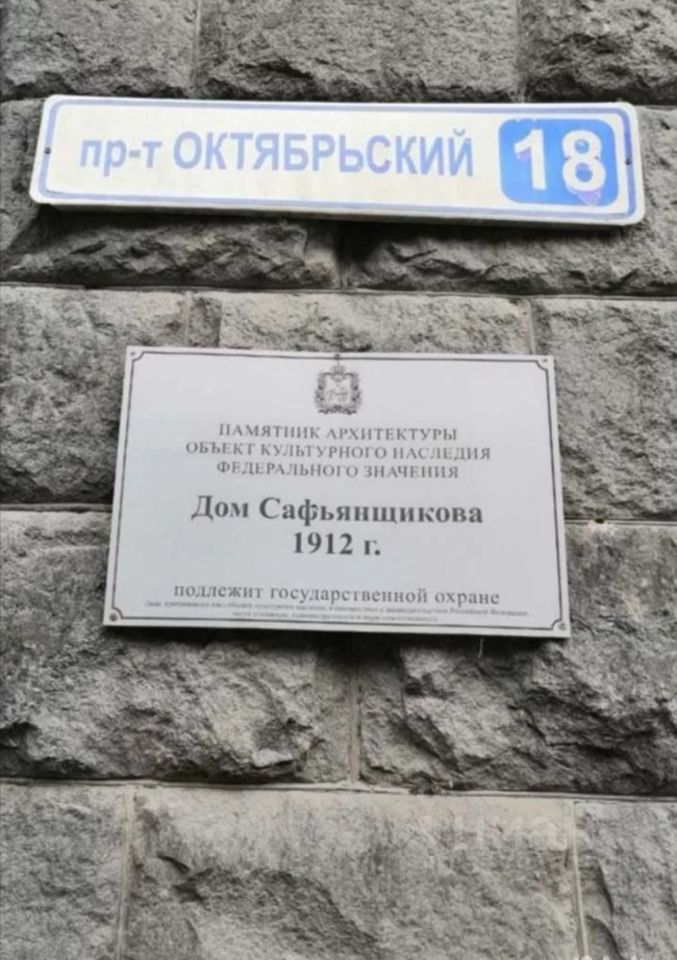 пр-т ОКТЯБРЬСКИЙ 18
ПАМЯТНИК АРХИТЕКТУРЫ
ОБЪЕКТ КУЛЬТУРНОГО НАСЛЕДИЯ
ФЕДЕРАЛЬНОГО ЗНАЧЕНИЯ
Дом Сафьянщикова
1912 г.
подлежит государственной охране